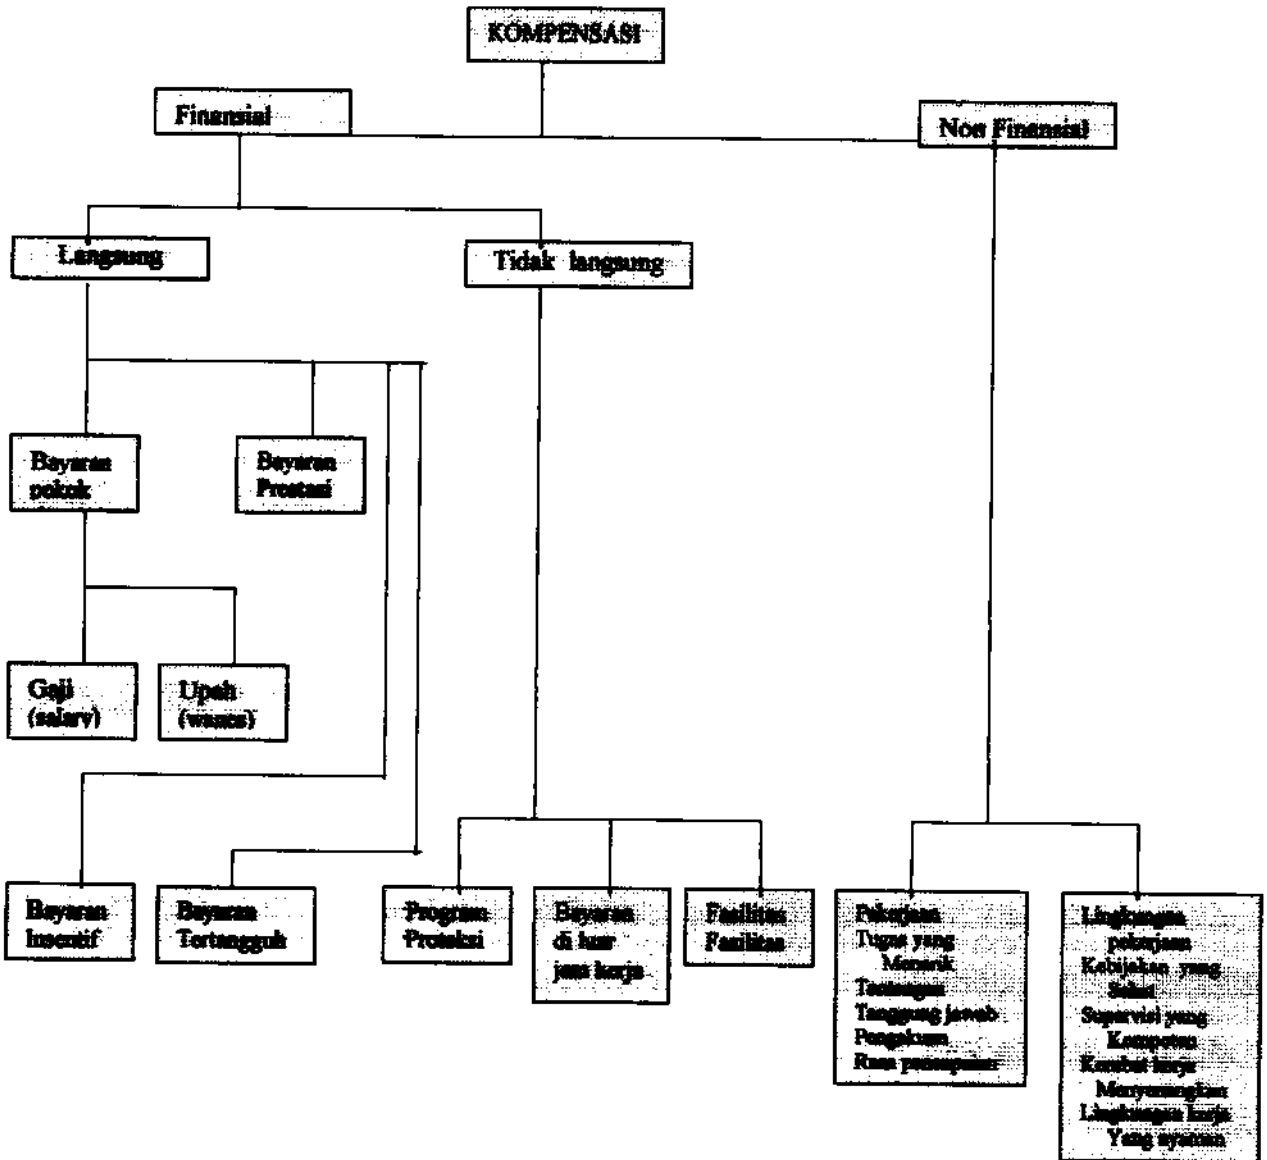 KOMPENSASI
Finansial
Non Finansial
Langsung
Tidak langsung
Bayaran
pokok
Bayaran
Prestasi
Gaji
(salary)
Upah
(wages)
Bayaran
Insentif
Bayaran
Tertangguh
Program
Proteksi
Bayaran
di luar
jam kerja
Fasilitas
Fasilitas
Pekerjaan
Tugas yang
Menarik
Tantangan
Tanggung jawab
Pengakuan
Rasa pencapaian
Lingkungan
pekerjaan
Kebijakan yang
Sehat
Supervisi yang
Kompeten
Kerabat kerja
Menyenangkan
Lingkungan kerja
Yang nyaman